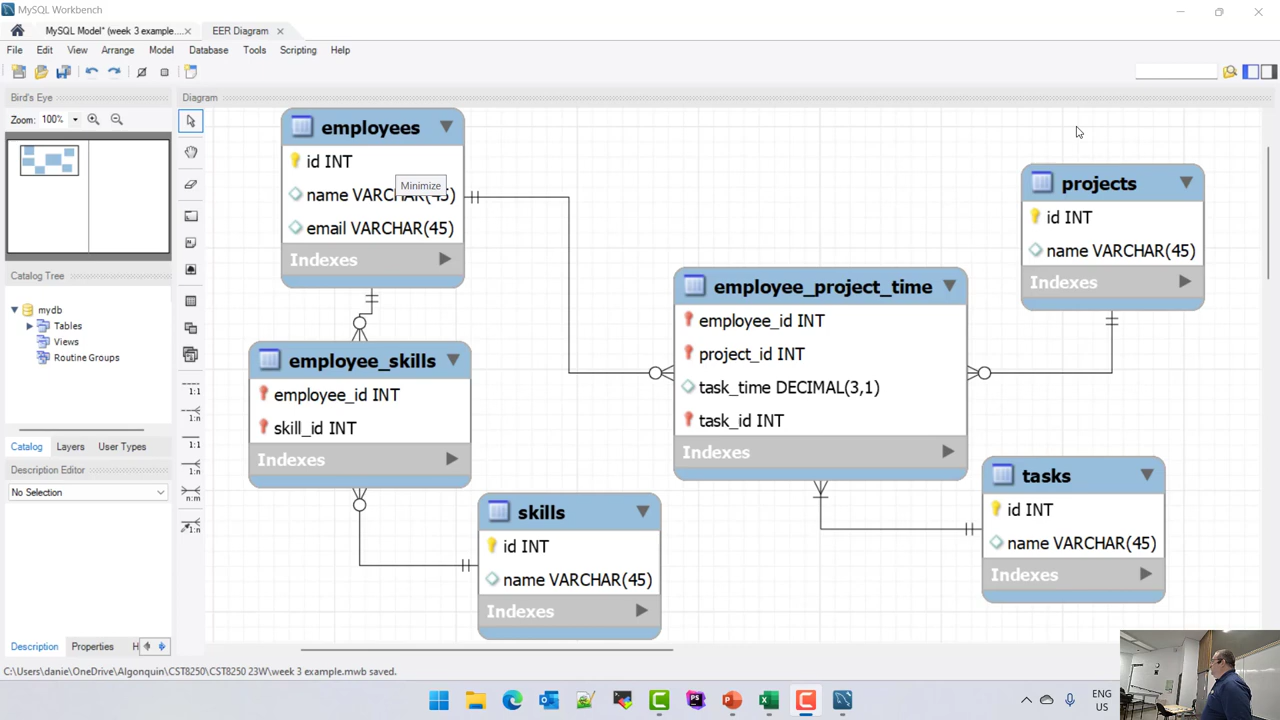 MySQL Workbench
MySQL Model* (week 3 example....
EER Diagram
File Edit View Arrange Model Database Tools Scripting Help
Bird's Eye
Diagram
Zoom: 100%
employees
id INT
name VARCHAR(45)
email VARCHAR(45)
Indexes
Minimize
projects
id INT
name VARCHAR(45)
Indexes
employee_project_time
employee_id INT
project_id INT
task_time DECIMAL(3,1)
task_id INT
Indexes
employee_skills
employee_id INT
skill_id INT
Indexes
skills
id INT
name VARCHAR(45)
Indexes
tasks
id INT
name VARCHAR(45)
Indexes
Catalog Tree
mydb
Tables
Views
Routine Groups
1:1
1:n
1:1
1:n
n:m
1:n
Catalog Layers User Types
Description Editor
No Selection
Description Properties H
C:\Users\danie\OneDrive\Algonquin\CST8250\CST8250 23W\week 3 example.mwb saved.
ENG
US